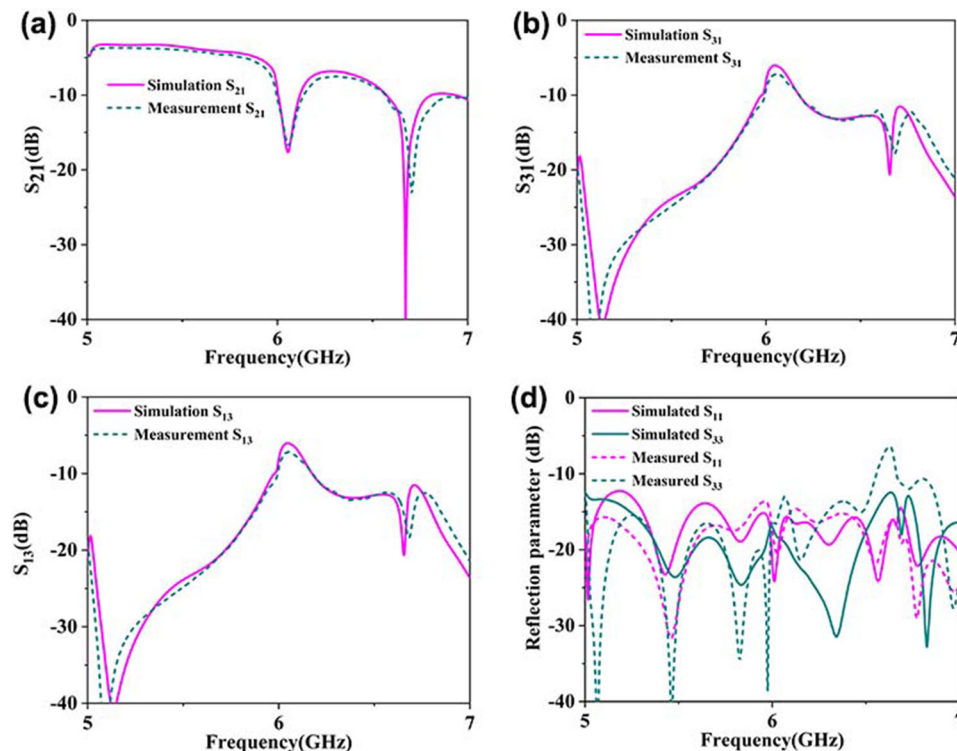 (a)
0
-10
-20
-30
-40
S21(dB)
Simulation S21
Measurement S21
5
6
7
Frequency(GHz)
(b)
0
-10
-20
-30
-40
S31(dB)
Simulation S31
Measurement S31
5
6
7
Frequency(GHz)
(c)
0
-10
-20
-30
-40
S13(dB)
Simulation S13
Measurement S13
5
6
7
Frequency(GHz)
(d)
0
-10
-20
-30
-40
Reflection parameter (dB)
Simulated S11
Simulated S33
Measured S11
Measured S33
5
6
7
Frequency(GHz)